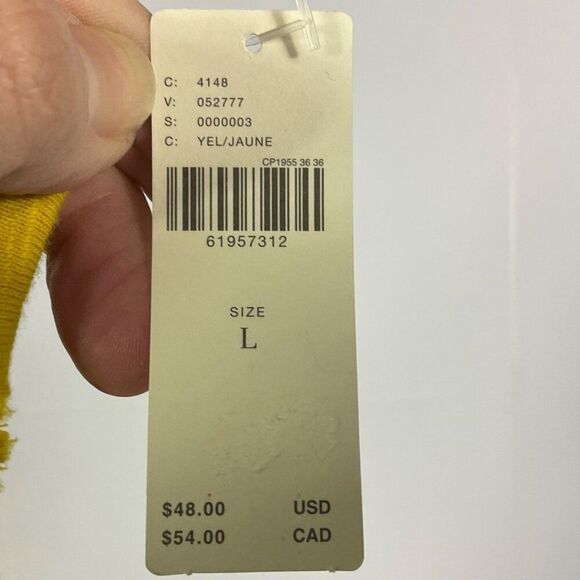 C: 4148
V: 052777
S: 0000003
C: YEL/JAUNE
CP1955 36 36
61957312
SIZE
L
$48.00 USD
$54.00 CAD